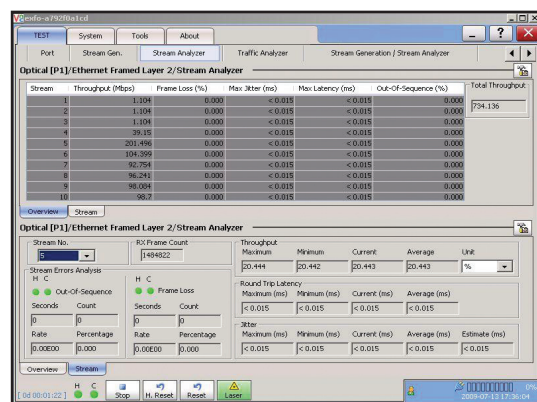 exfo-a792f0a1cd
TEST System Tools About
Port Stream Gen. Stream Analyzer Traffic Analyzer Stream Generation / Stream Analyzer
Optical [P1]/Ethernet Framed Layer 2/Stream Analyzer
Stream Throughput (Mbps) Frame Loss (%) Max Jitter (ms) Max Latency (ms) Out-Of-Sequence (%) Total Throughput
1 1.104 0.000 < 0.015 < 0.015 0.000
734.136
2 1.104 0.000 < 0.015 < 0.015 0.000
3 1.104 0.000 < 0.015 < 0.015 0.000
4 39.15 0.000 < 0.015 < 0.015 0.000
5 201.496 0.000 < 0.015 < 0.015 0.000
6 104.399 0.000 < 0.015 < 0.015 0.000
7 92.754 0.000 < 0.015 < 0.015 0.000
8 96.241 0.000 < 0.015 < 0.015 0.000
9 98.084 0.000 < 0.015 < 0.015 0.000
10 98.7 0.000 < 0.015 < 0.015 0.000
Overview Stream
Optical [P1]/Ethernet Framed Layer 2/Stream Analyzer
Stream No. RX Frame Count Throughput
Maximum Minimum Current Average Unit
5 1484822 20.444 20.442 20.443 20.443 %
Stream Errors Analysis
H C H C
Out-Of-Sequence Frame Loss
Round Trip Latency
Maximum (ms) Minimum (ms) Current (ms) Average (ms)
Seconds Count Seconds Count
< 0.015 < 0.015 < 0.015 < 0.015
0 0 0 0
Jitter
Rate Percentage Rate Percentage
Maximum (ms) Minimum (ms) Current (ms) Average (ms) Estimate (ms)
0.00E00 0.000 0.00E00 0.000
< 0.015 < 0.015 < 0.015 < 0.015 < 0.015
Overview Stream
H C
[ 0d 00:01:22 ] Stop H. Reset Reset Laser
0%
2009-07-13 17:36:04